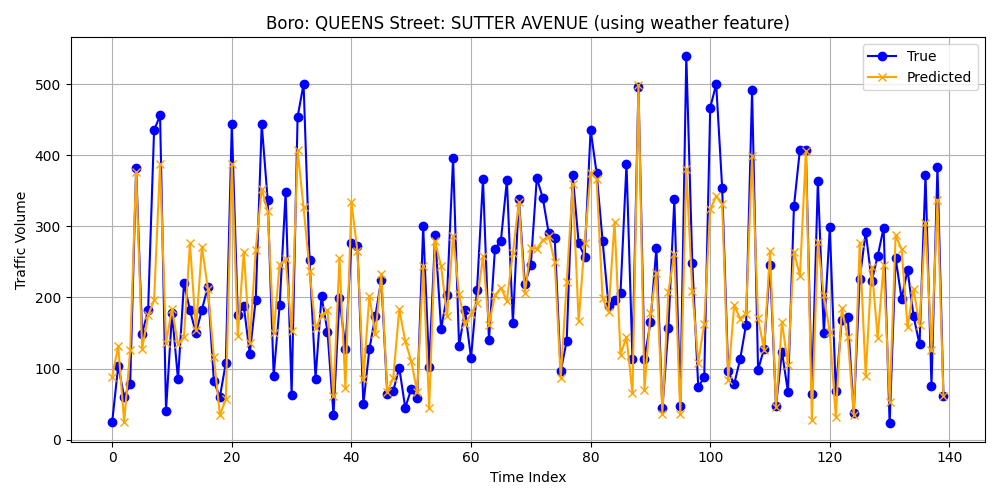 Boro: QUEENS Street: SUTTER AVENUE (using weather feature)
True
Predicted
Traffic Volume
500
400
300
200
100
0
0 20 40 60 80 100 120 140
Time Index